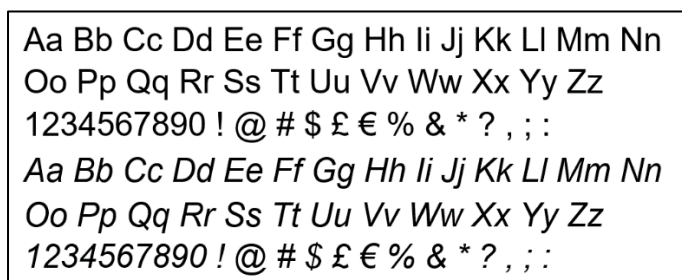 Aa Bb Cc Dd Ee Ff Gg Hh Ii Jj Kk Ll Mm Nn
Oo Pp Qq Rr Ss Tt Uu Vv Ww Xx Yy Zz
1234567890 ! @ # $ £ € % & * ? , ; :
Aa Bb Cc Dd Ee Ff Gg Hh Ii Jj Kk Ll Mm Nn
Oo Pp Qq Rr Ss Tt Uu Vv Ww Xx Yy Zz
1234567890 ! @ # $ £ € % & * ? , ; :